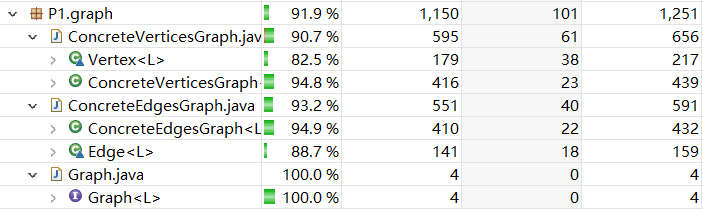 P1.graph 91.9 % 1,150 101 1,251
ConcreteVerticesGraph.jav 90.7 % 595 61 656
Vertex<L> 82.5 % 179 38 217
ConcreteVerticesGraph 94.8 % 416 23 439
ConcreteEdgesGraph.java 93.2 % 551 40 591
ConcreteEdgesGraph<L 94.9 % 410 22 432
Edge<L> 88.7 % 141 18 159
Graph.java 100.0 % 4 0 4
Graph<L> 100.0 % 4 0 4